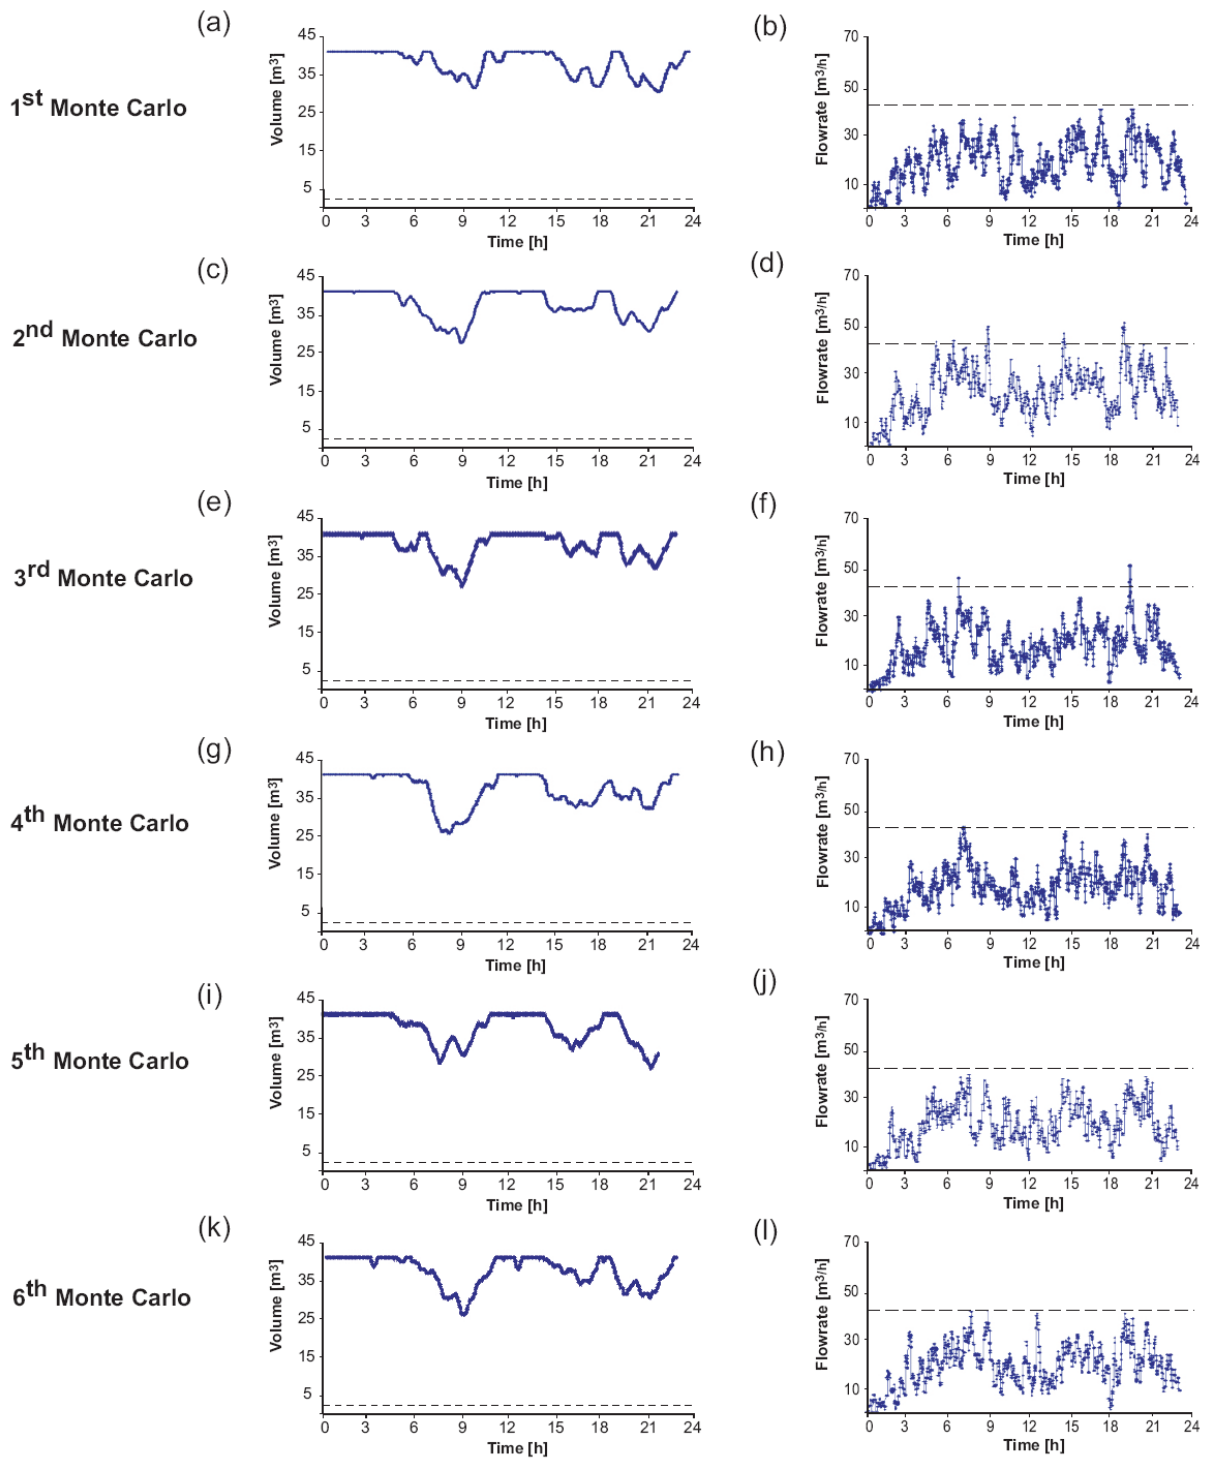 (a)
(b)
1st Monte Carlo
Volume [m3]
45
35
25
15
5
0 3 6 9 12 15 18 21 24
Time [h]
Flowrate [m3/h]
70
50
30
10
0 3 6 9 12 15 18 21 24
Time [h]
(c)
(d)
2nd Monte Carlo
Volume [m3]
45
35
25
15
5
0 3 6 9 12 15 18 21 24
Time [h]
Flowrate [m3/h]
70
50
30
10
0 3 6 9 12 15 18 21 24
Time [h]
(e)
(f)
3rd Monte Carlo
Volume [m3]
45
35
25
15
5
0 3 6 9 12 15 18 21 24
Time [h]
Flowrate [m3/h]
70
50
30
10
0 3 6 9 12 15 18 21 24
Time [h]
(g)
(h)
4th Monte Carlo
Volume [m3]
45
35
25
15
5
0 3 6 9 12 15 18 21 24
Time [h]
Flowrate [m3/h]
70
50
30
10
0 3 6 9 12 15 18 21 24
Time [h]
(i)
(j)
5th Monte Carlo
Volume [m3]
45
35
25
15
5
0 3 6 9 12 15 18 21 24
Time [h]
Flowrate [m3/h]
70
50
30
10
0 3 6 9 12 15 18 21 24
Time [h]
(k)
(l)
6th Monte Carlo
Volume [m3]
45
35
25
15
5
0 3 6 9 12 15 18 21 24
Time [h]
Flowrate [m3/h]
70
50
30
10
0 3 6 9 12 15 18 21 24
Time [h]